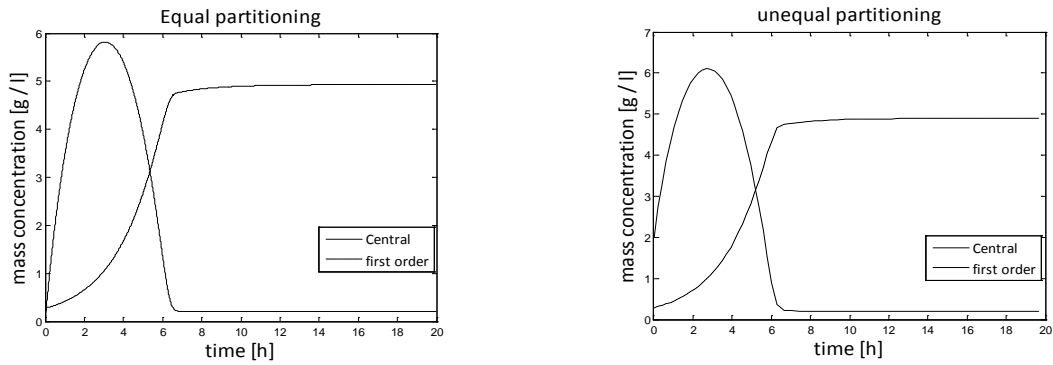 Equal partitioning
mass concentration [g / l]
6
5
4
3
2
1
0
0 2 4 6 8 10 12 14 16 18 20
time [h]
Central
first order
unequal partitioning
mass concentration [g / l]
7
6
5
4
3
2
1
0
0 2 4 6 8 10 12 14 16 18 20
time [h]
Central
first order